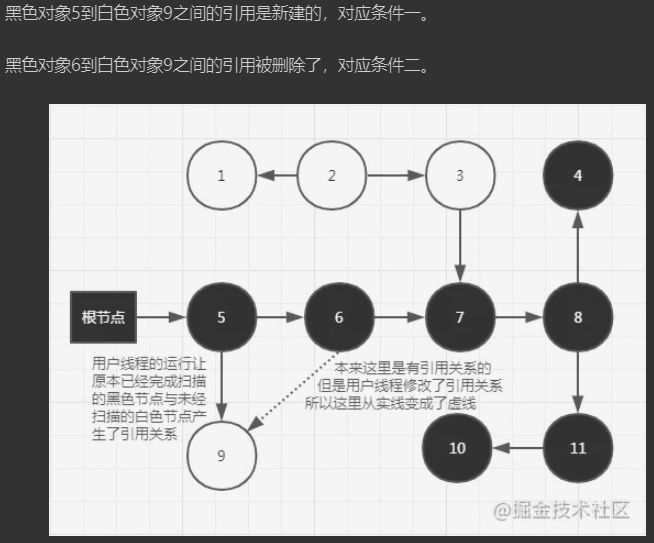 黑色对象5到白色对象9之间的引用是新建的，对应条件一。
黑色对象6到白色对象9之间的引用被删除了，对应条件二。
1
2
3
4
根节点
5
6
7
8
用户线程的运行让
原本已经完成扫描
的黑色节点与未经
扫描的白色节点产
生了引用关系
本来这里是有引用关系的
但是用户线程修改了引用关系
所以这里从实线变成了虚线
9
10
11
@掘金技术社区